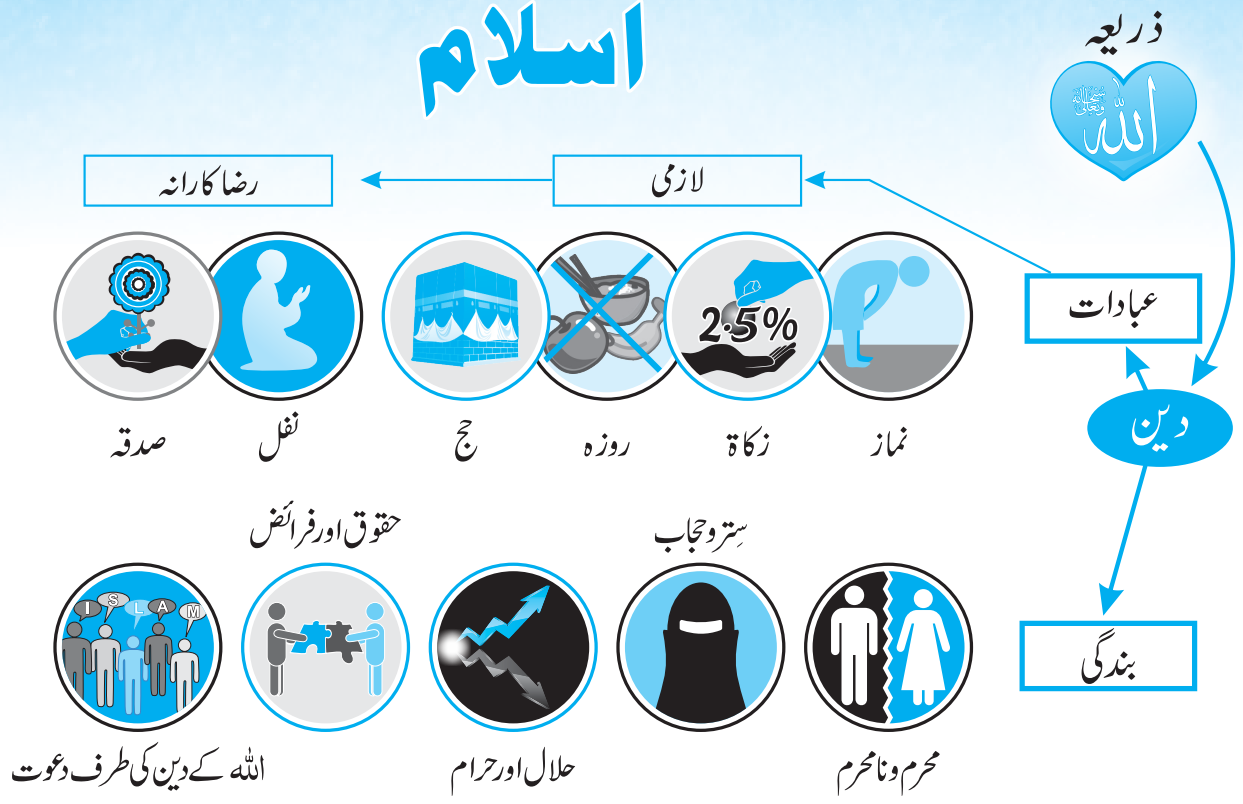 اسلام
ذریعہ
اللہ
سبحانہ وتعالیٰ
رضا کارانہ
لازمی
عبادات
2.5%
نماز
زکاۃ
روزہ
حج
نفل
صدقہ
دین
سِتر و حجاب
حقوق اور فرائض
I S L A M
بندگی
محرم و نامحرم
حلال اور حرام
اللہ کے دین کی طرف دعوت